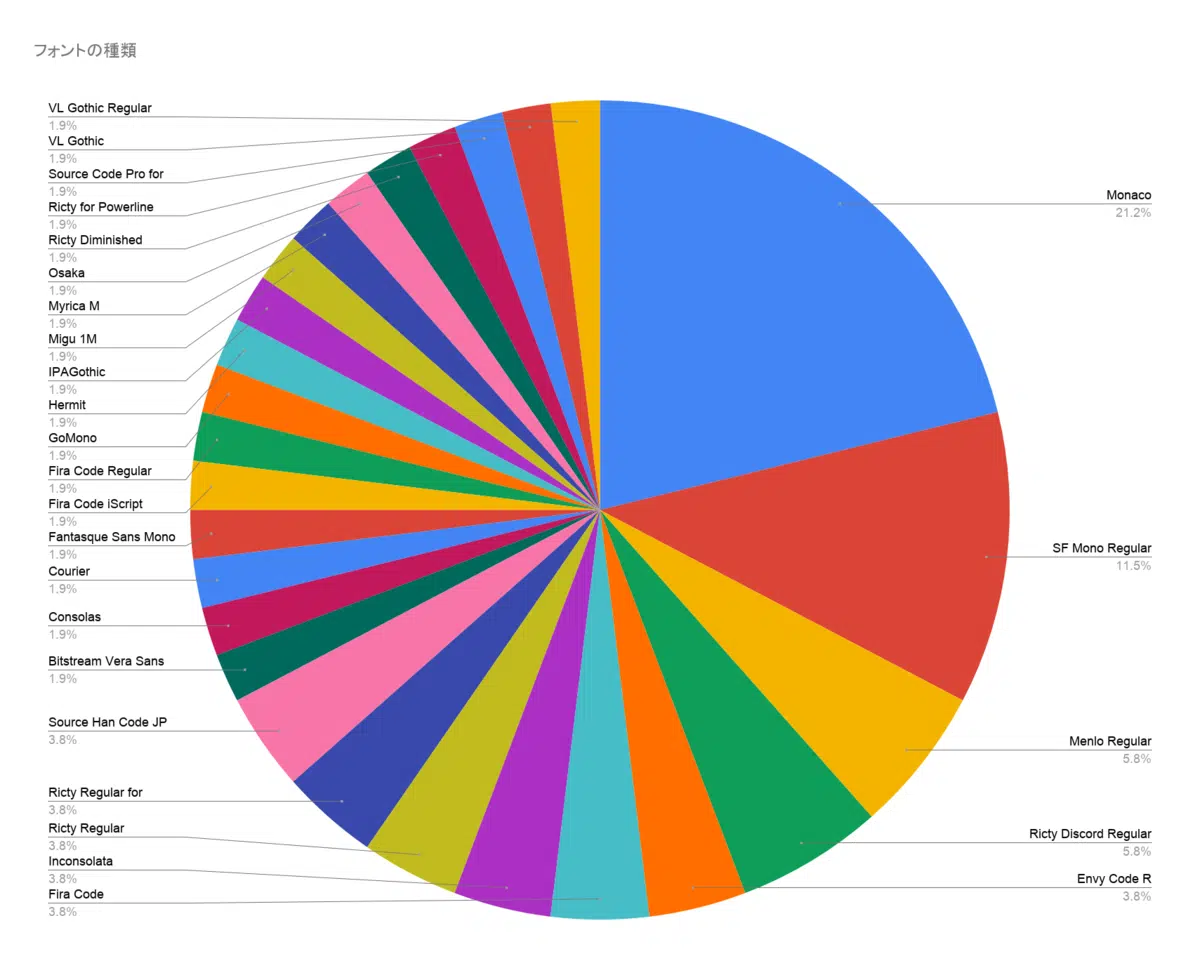 フォントの種類
VL Gothic Regular
1.9%
VL Gothic
1.9%
Source Code Pro for
1.9%
Ricty for Powerline
1.9%
Ricty Diminished
1.9%
Osaka
1.9%
Myrica M
1.9%
Migu 1M
1.9%
IPAGothic
1.9%
Hermit
1.9%
GoMono
1.9%
Fira Code Regular
1.9%
Fira Code iScript
1.9%
Fantasque Sans Mono
1.9%
Courier
1.9%
Consolas
1.9%
Bitstream Vera Sans
1.9%
Source Han Code JP
3.8%
Ricty Regular for
3.8%
Ricty Regular
3.8%
Inconsolata
3.8%
Fira Code
3.8%
Monaco
21.2%
SF Mono Regular
11.5%
Menlo Regular
5.8%
Ricty Discord Regular
5.8%
Envy Code R
3.8%